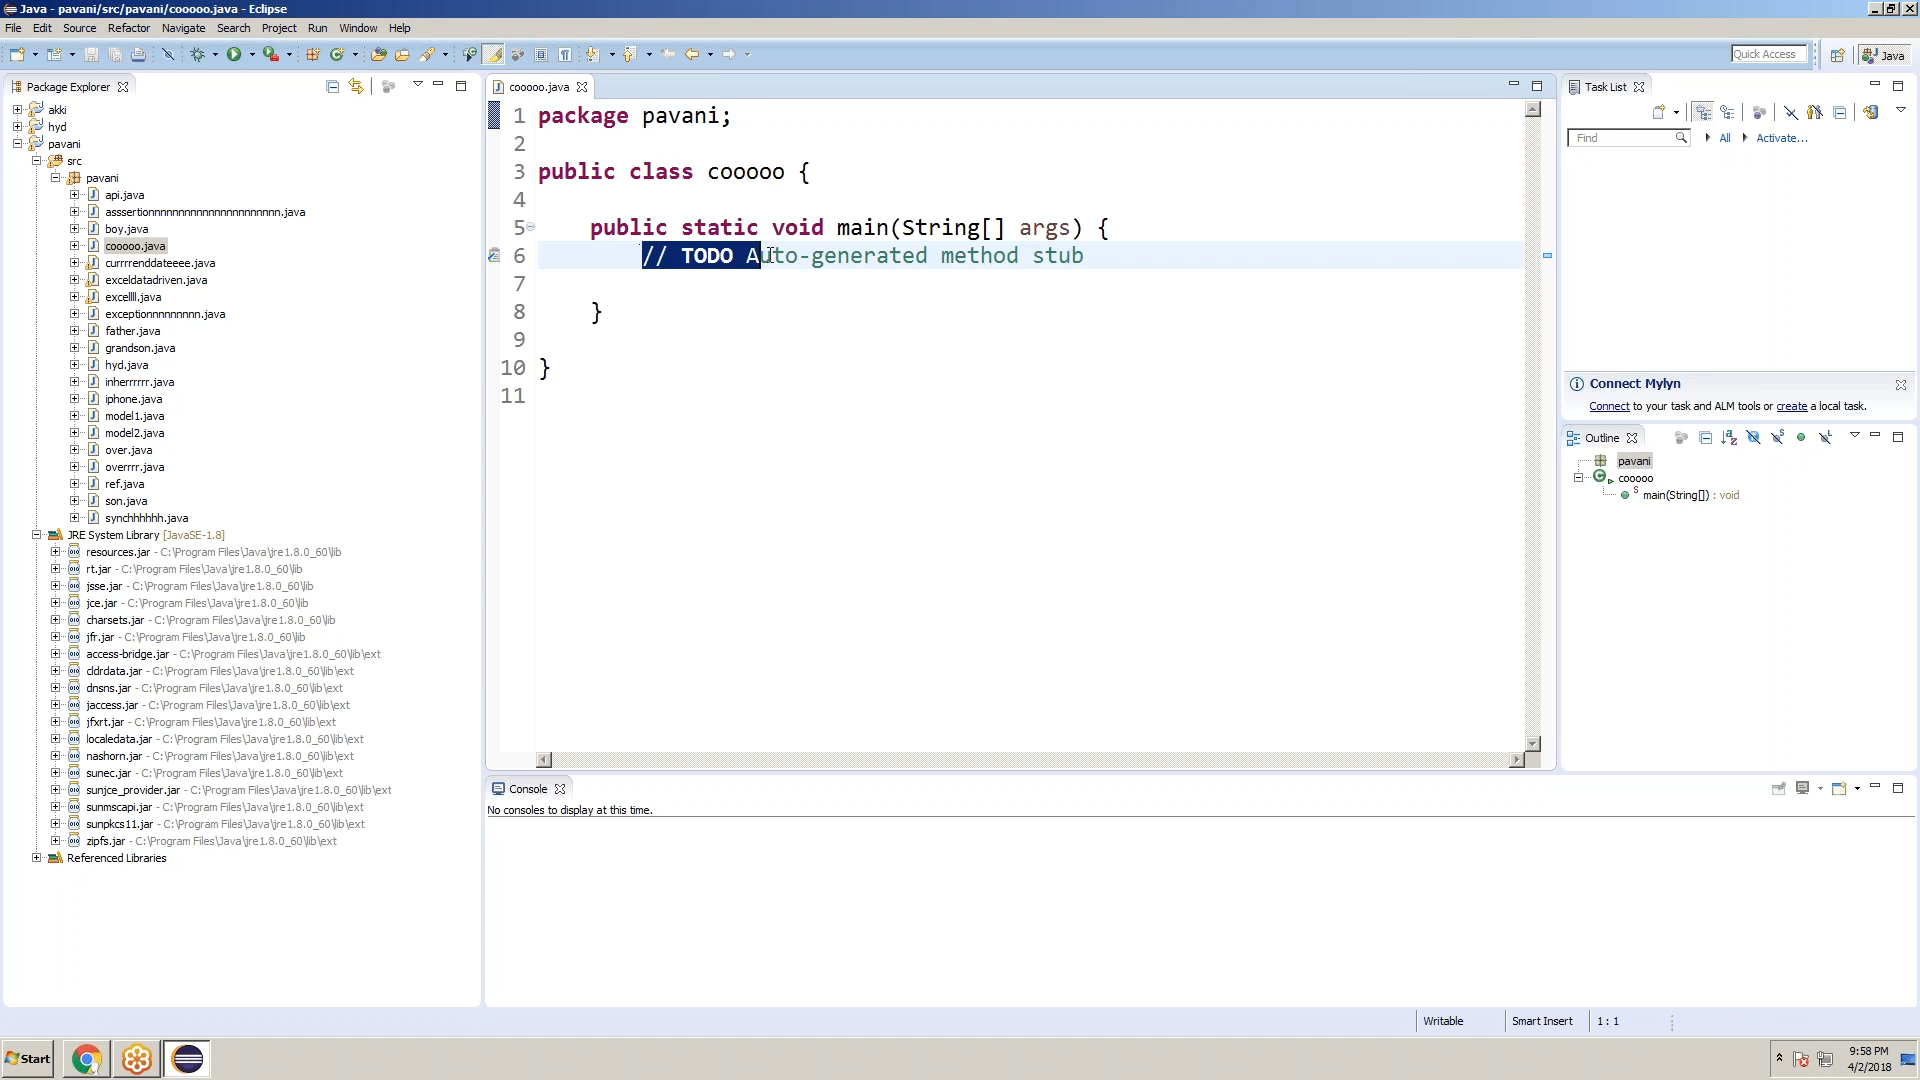 Java - pavani/src/pavani/cooooo.java - Eclipse
File Edit Source Refactor Navigate Search Project Run Window Help
Quick Access
Java
Package Explorer
akki
hyd
pavani
src
pavani
api.java
boy.java
cooooo.java
currrrenddateeee.java
exceldatadriven.java
excellll.java
exceptionnnnnnnnn.java
father.java
grandson.java
hyd.java
inherrrrrr.java
iphone.java
model1.java
model2.java
over.java
overrrr.java
ref.java
son.java
synchhhhhh.java
JRE System Library [JavaSE-1.8]
resources.jar - C:\Program Files\Java\jre1.8.0_60\lib
rt.jar - C:\Program Files\Java\jre1.8.0_60\lib
jsse.jar - C:\Program Files\Java\jre1.8.0_60\lib
jce.jar - C:\Program Files\Java\jre1.8.0_60\lib
charsets.jar - C:\Program Files\Java\jre1.8.0_60\lib
jfr.jar - C:\Program Files\Java\jre1.8.0_60\lib
access-bridge.jar - C:\Program Files\Java\jre1.8.0_60\lib\ext
cldrdata.jar - C:\Program Files\Java\jre1.8.0_60\lib\ext
dnsns.jar - C:\Program Files\Java\jre1.8.0_60\lib\ext
jaccess.jar - C:\Program Files\Java\jre1.8.0_60\lib\ext
jfxrt.jar - C:\Program Files\Java\jre1.8.0_60\lib\ext
localedata.jar - C:\Program Files\Java\jre1.8.0_60\lib\ext
nashorn.jar - C:\Program Files\Java\jre1.8.0_60\lib\ext
sunec.jar - C:\Program Files\Java\jre1.8.0_60\lib\ext
sunjce_provider.jar - C:\Program Files\Java\jre1.8.0_60\lib\ext
sunmscapi.jar - C:\Program Files\Java\jre1.8.0_60\lib\ext
sunpkcs11.jar - C:\Program Files\Java\jre1.8.0_60\lib\ext
zipfs.jar - C:\Program Files\Java\jre1.8.0_60\lib\ext
Referenced Libraries
cooooo.java
1 package pavani;
2
3 public class cooooo {
4
5 public static void main(String[] args) {
6 // TODO Auto-generated method stub
7
8 }
9
10 }
11
Console
No consoles to display at this time.
Task List
Find
All
Activate...
Connect Mylyn
Connect to your task and ALM tools or create a local task.
Outline
pavani
cooooo
main(String[]) : void
Writable
Smart Insert
1 : 1
Start
9:58 PM
4/2/2018